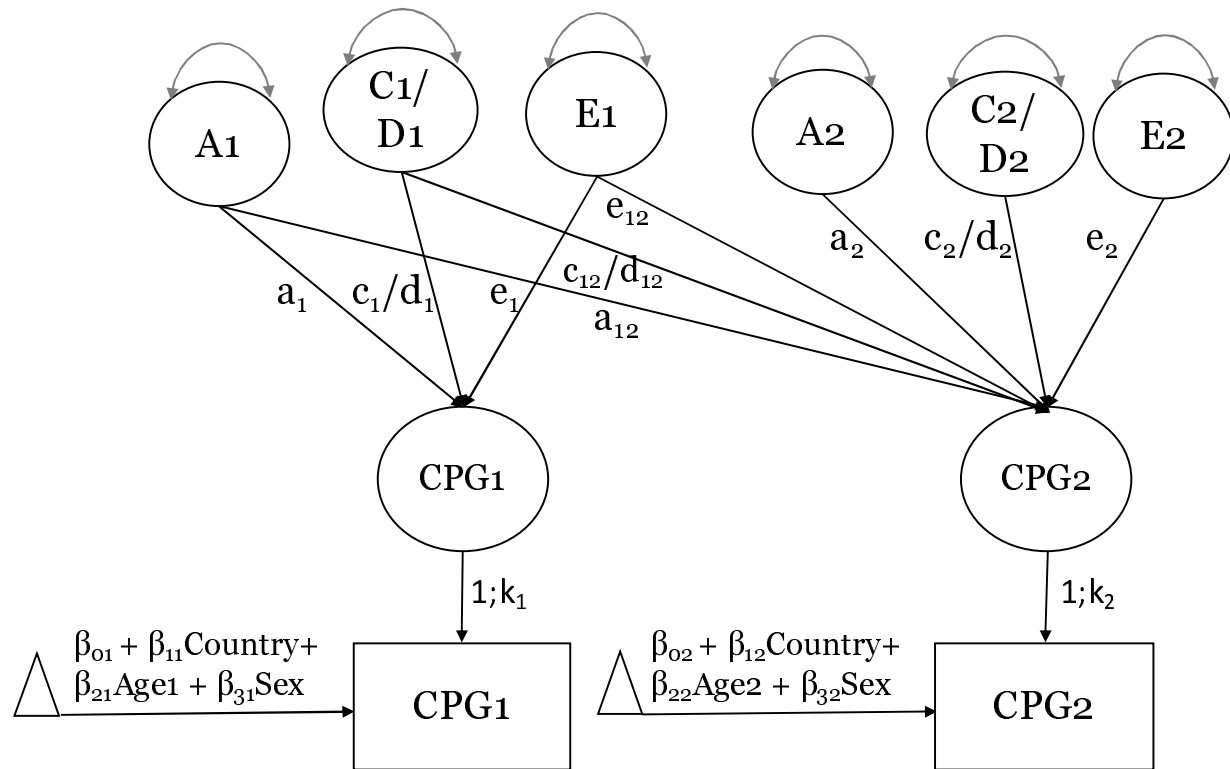 A1
C1/
D1
E1
A2
C2/
D2
E2
e₁₂
a₂
c₂/d₂
e₂
a₁
c₁/d₁
e₁
c₁₂/d₁₂
a₁₂
CPG1
CPG2
1;k₁
1;k₂
β₀₁ + β₁₁Country+
β₂₁Age1 + β₃₁Sex
CPG1
β₀₂ + β₁₂Country+
β₂₂Age2 + β₃₂Sex
CPG2